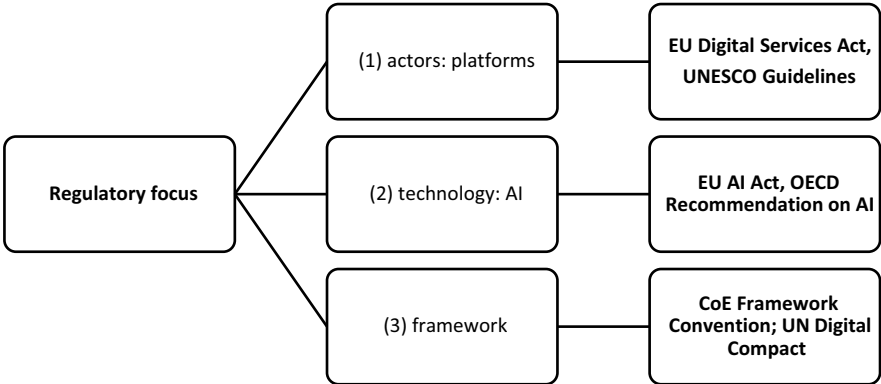 Regulatory focus
(1) actors: platforms
EU Digital Services Act,
UNESCO Guidelines
(2) technology: AI
EU AI Act, OECD
Recommendation on AI
(3) framework
CoE Framework
Convention; UN Digital
Compact